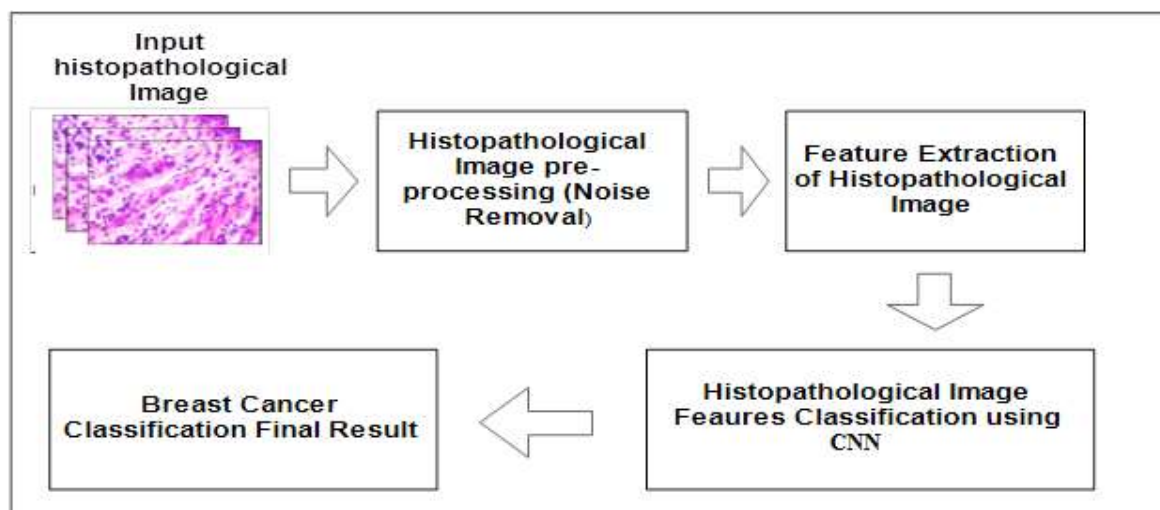 Input
histopathological
Image
Histopathological
Image pre-
processing (Noise
Removal)
Feature Extraction
of Histopathological
Image
Histopathological Image
Feaures Classification using
CNN
Breast Cancer
Classification Final Result